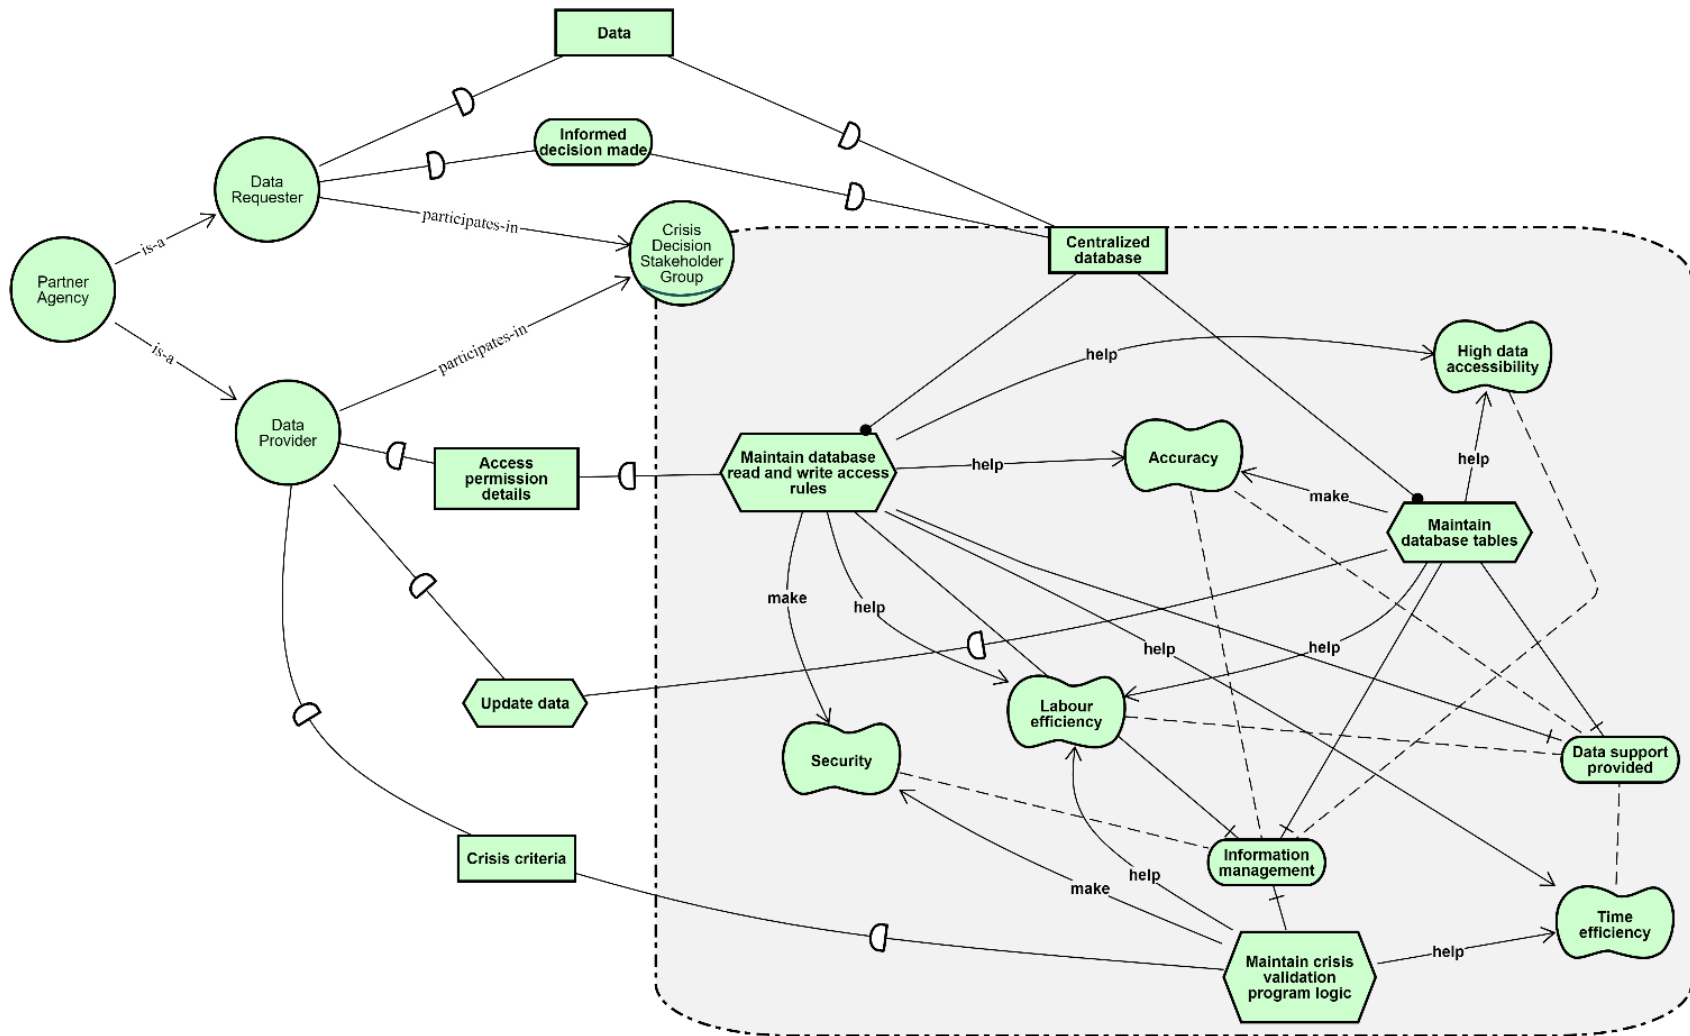 Data
Informed
decision made
Data
Requester
participates-in
Crisis
Decision
Stakeholder
Group
is-a
Partner
Agency
is-a
participates-in
Centralized
database
help
High data
accessibility
Data
Provider
Access
permission
details
Maintain database
read and write access
rules
help
Accuracy
help
make
Maintain
database tables
make
help
help
help
Update data
Labour
efficiency
Security
Data support
provided
Crisis criteria
Information
management
help
make
Time
efficiency
help
Maintain crisis
validation
program logic